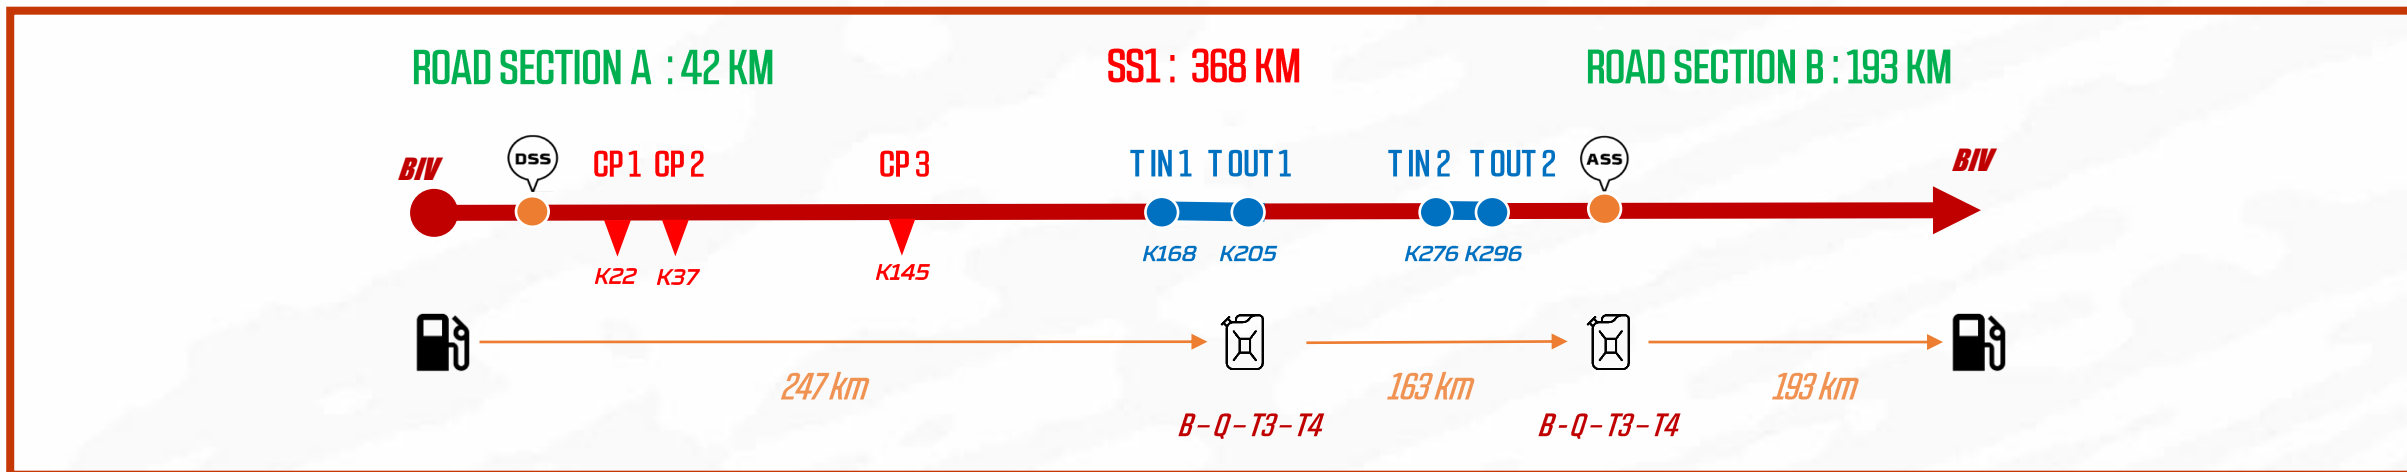 ROAD SECTION A : 42 KM
SS1 : 368 KM
ROAD SECTION B : 193 KM
BIV
DSS
CP 1
CP 2
CP 3
T IN 1
T OUT 1
T IN 2
T OUT 2
ASS
BIV
K22
K37
K145
K168
K205
K276
K296
247 km
163 km
193 km
B – Q – T3 – T4
B - Q – T3 – T4